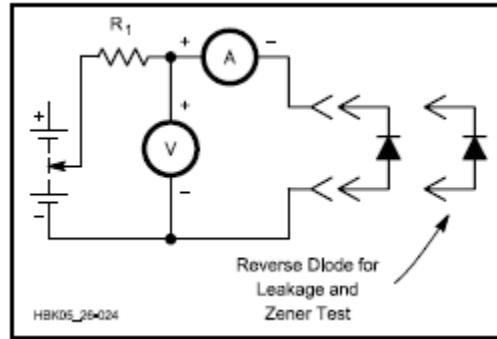 R1
+ A −
+
+
V
−
−
Reverse Diode for
Leakage and
Zener Test
HBK05_26-024